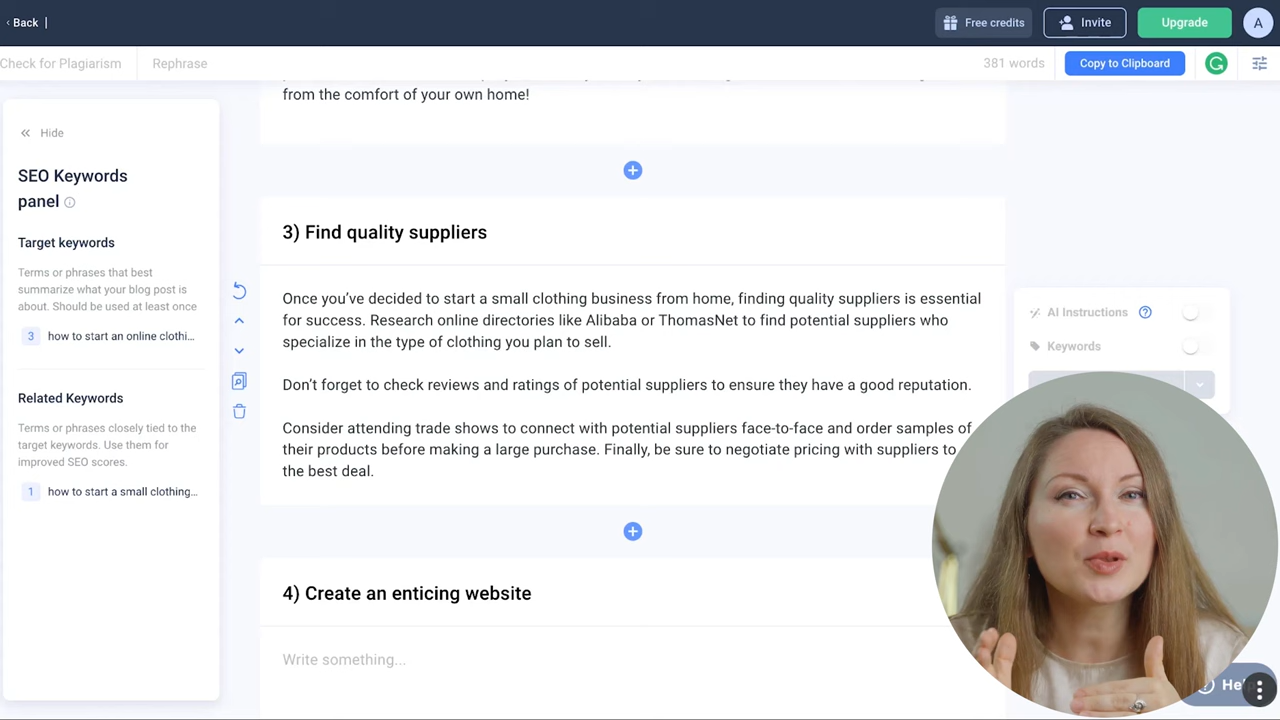 ‹ Back |
Free credits
Invite
Upgrade
A
Check for Plagiarism
Rephrase
381 words
Copy to Clipboard
from the comfort of your own home!
Hide
SEO Keywords
panel
Target keywords
Terms or phrases that best
summarize what your blog post is
about. Should be used at least once
3 how to start an online clothi...
Related Keywords
Terms or phrases closely tied to the
target keywords. Use them for
improved SEO scores.
1 how to start a small clothing...
3) Find quality suppliers
Once you've decided to start a small clothing business from home, finding quality suppliers is essential
for success. Research online directories like Alibaba or ThomasNet to find potential suppliers who
specialize in the type of clothing you plan to sell.
Don't forget to check reviews and ratings of potential suppliers to ensure they have a good reputation.
Consider attending trade shows to connect with potential suppliers face-to-face and order samples of
their products before making a large purchase. Finally, be sure to negotiate pricing with suppliers to
the best deal.
4) Create an enticing website
Write something...
AI Instructions ?
Keywords